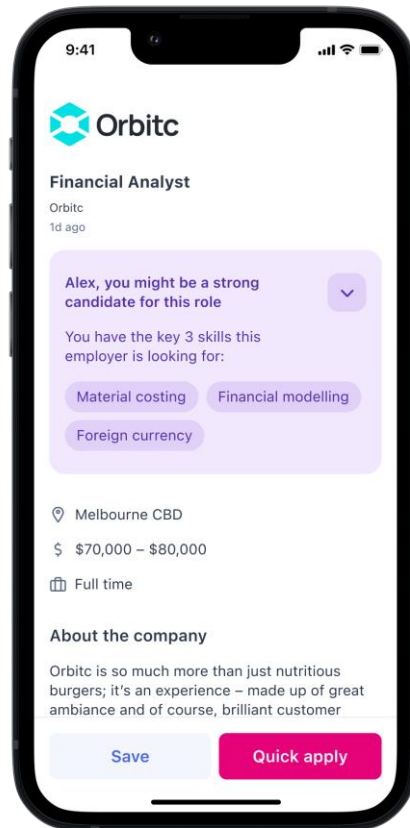 9:41
Orbitc
Financial Analyst
Orbitc
1d ago
Alex, you might be a strong
candidate for this role
You have the key 3 skills this
employer is looking for:
Material costing Financial modelling
Foreign currency
Melbourne CBD
$ $70,000 – $80,000
Full time
About the company
Orbitc is so much more than just nutritious
burgers; it's an experience – made up of great
ambiance and of course, brilliant customer
Save Quick apply